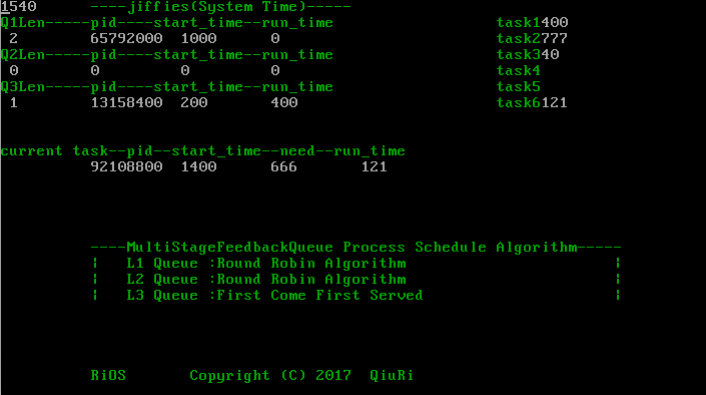 1540      ----jiffies(System Time)-----
Q1Len-----pid----start_time--run_time                  task1400
 2        65792000  1000      0                        task2777
Q2Len-----pid----start_time--run_time                  task340
 0        0         0         0                        task4
Q3Len-----pid----start_time--run_time                  task5
 1        13158400  200       400                      task6121
current task--pid--start_time--need--run_time
          92108800  1400      666       121
----MultiStageFeedbackQueue Process Schedule Algorithm-----
|   L1 Queue :Round Robin Algorithm                     |
|   L2 Queue :Round Robin Algorithm                     |
|   L3 Queue :First Come First Served                   |
RiOS       Copyright (C) 2017  QiuRi